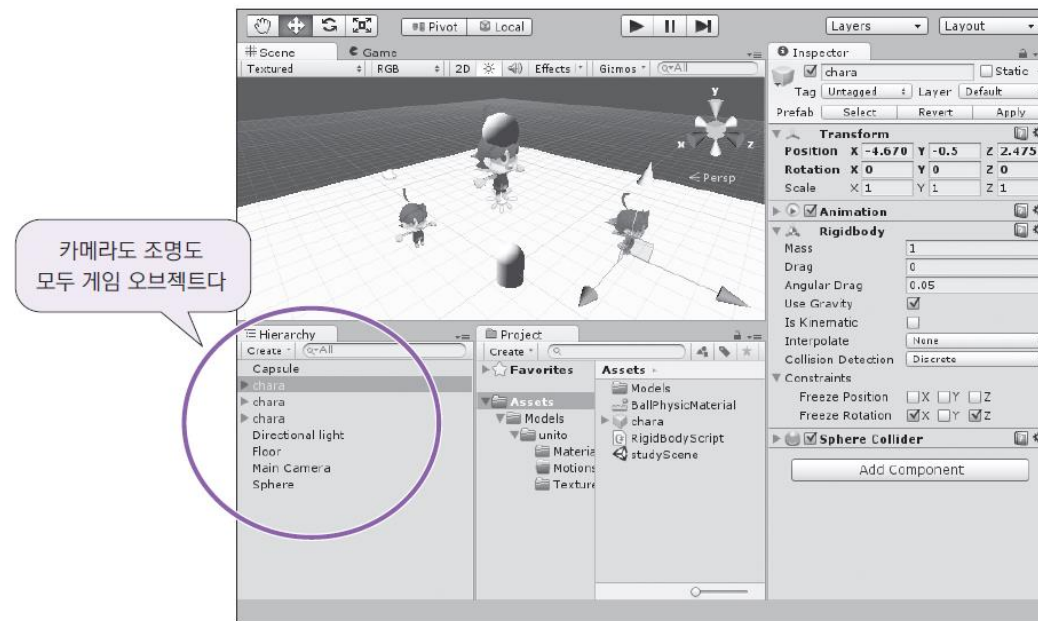 Pivot
Local
Layers
Layout
Scene
Game
Textured
RGB
2D
Effects
Gizmos
All
y
x
z
Persp
카메라도 조명도
모두 게임 오브젝트다
Hierarchy
Create
All
Capsule
chara
chara
chara
Directional light
Floor
Main Camera
Sphere
Project
Create
Favorites
Assets
Models
unito
Materia
Motions
Texture
Assets
Models
BallPhysicMaterial
chara
RigidBodyScript
studyScene
Inspector
chara
Static
Tag Untagged Layer Default
Prefab Select Revert Apply
Transform
Position X -4.670 Y -0.5 Z 2.475
Rotation X 0 Y 0 Z 0
Scale X 1 Y 1 Z 1
Animation
Rigidbody
Mass 1
Drag 0
Angular Drag 0.05
Use Gravity
Is Kinematic
Interpolate None
Collision Detection Discrete
Constraints
Freeze Position X Y Z
Freeze Rotation X Y Z
Sphere Collider
Add Component